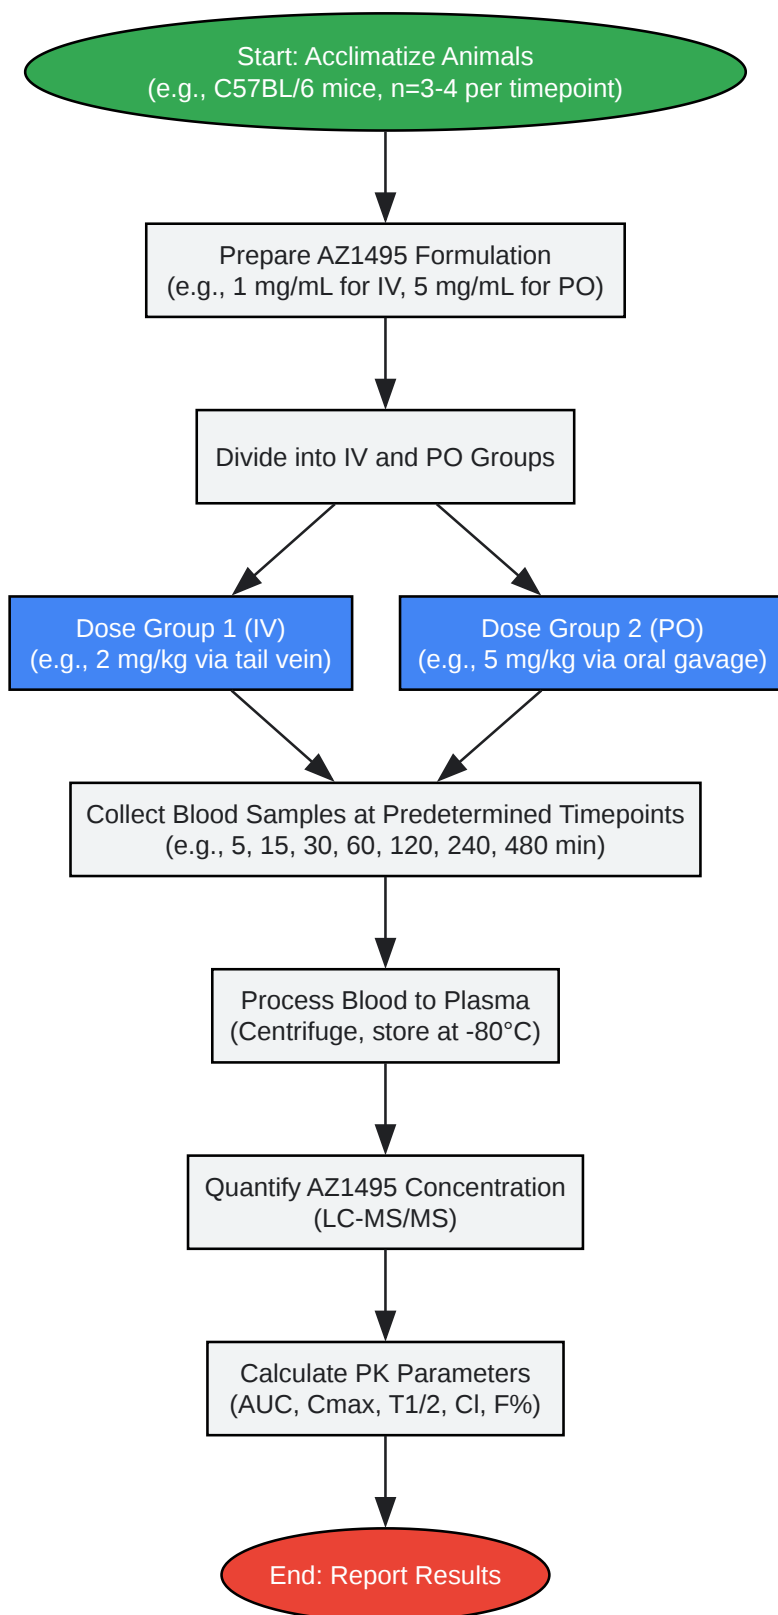 Start: Acclimatize Animals
(e.g., C57BL/6 mice, n=3-4 per timepoint)
Prepare AZ1495 Formulation
(e.g., 1 mg/mL for IV, 5 mg/mL for PO)
Divide into IV and PO Groups
Dose Group 1 (IV)
(e.g., 2 mg/kg via tail vein)
Dose Group 2 (PO)
(e.g., 5 mg/kg via oral gavage)
Collect Blood Samples at Predetermined Timepoints
(e.g., 5, 15, 30, 60, 120, 240, 480 min)
Process Blood to Plasma
(Centrifuge, store at -80°C)
Quantify AZ1495 Concentration
(LC-MS/MS)
Calculate PK Parameters
(AUC, Cmax, T1/2, Cl, F%)
End: Report Results